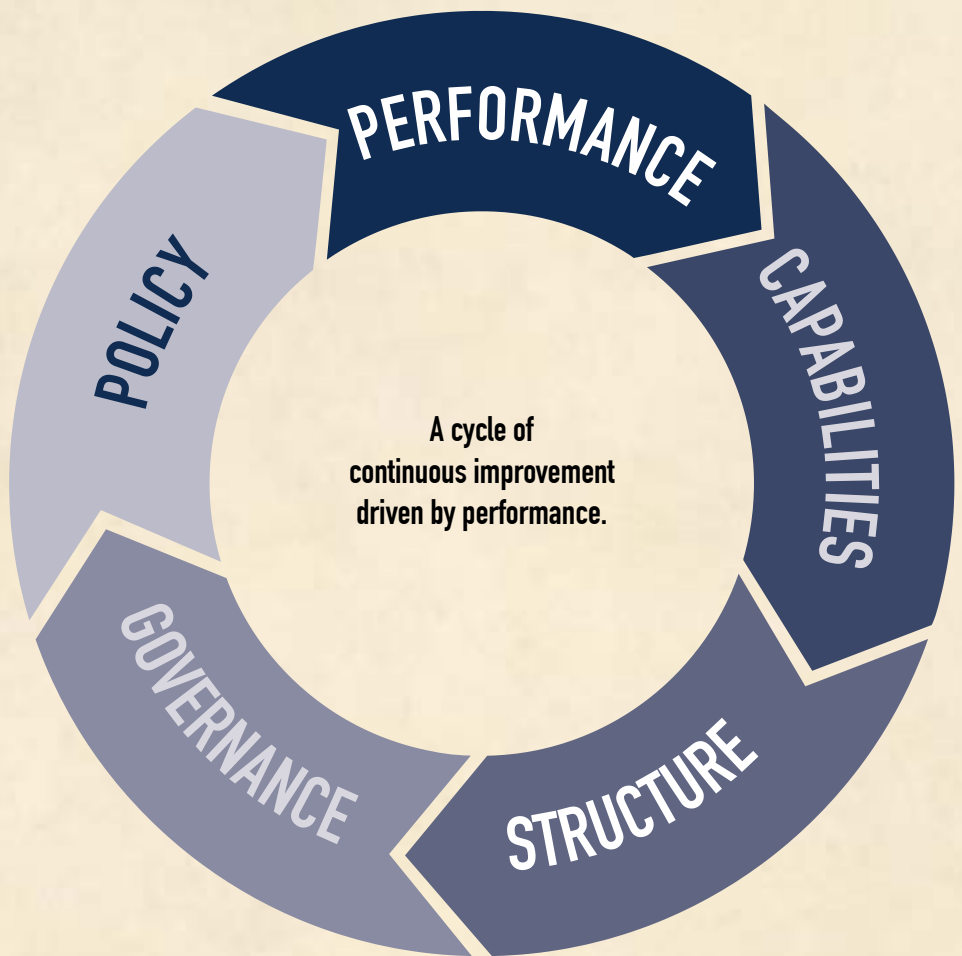 PERFORMANCE
CAPABILITIES
STRUCTURE
GOVERNANCE
POLICY
A cycle of
continuous improvement
driven by performance.